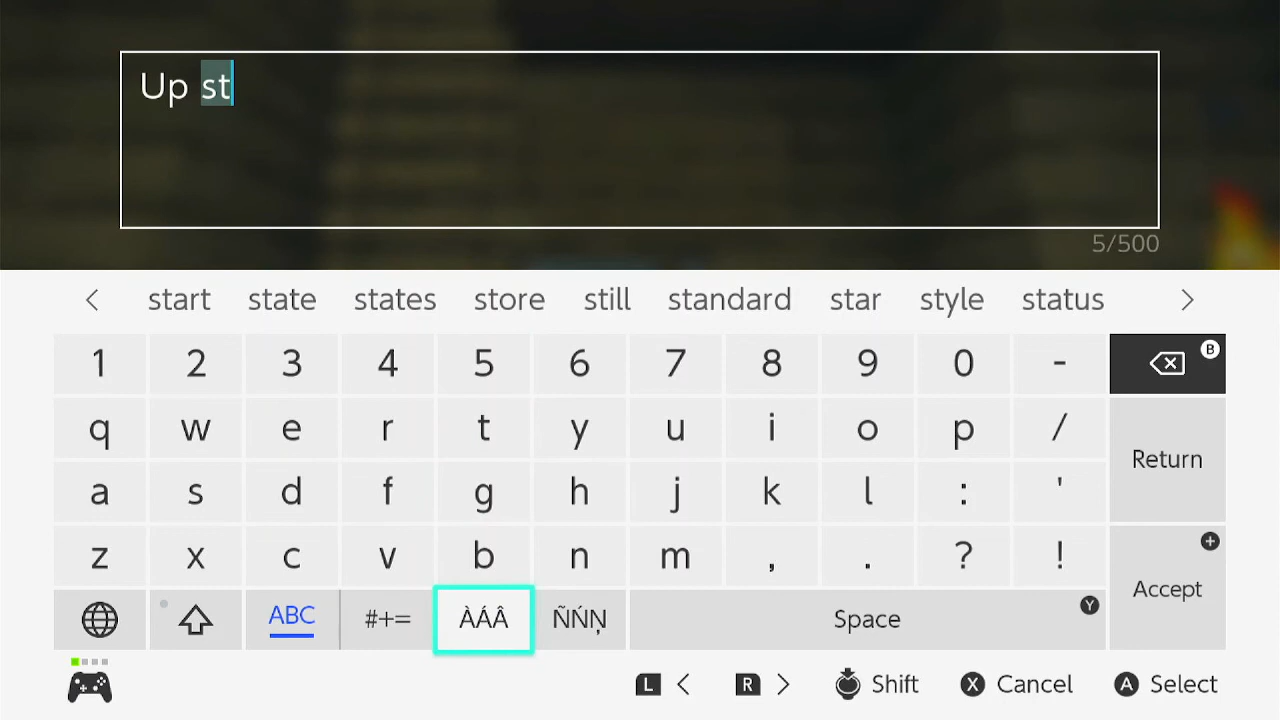 Up st
5/500
start state states store still standard star style status
1 2 3 4 5 6 7 8 9 0 - B
q w e r t y u i o p /
Return
a s d f g h j k l : '
z x c v b n m , . ? ! +
Accept
ABC #+= ÀÁÂ ÑŃŅ Space Y
L R Shift X Cancel A Select